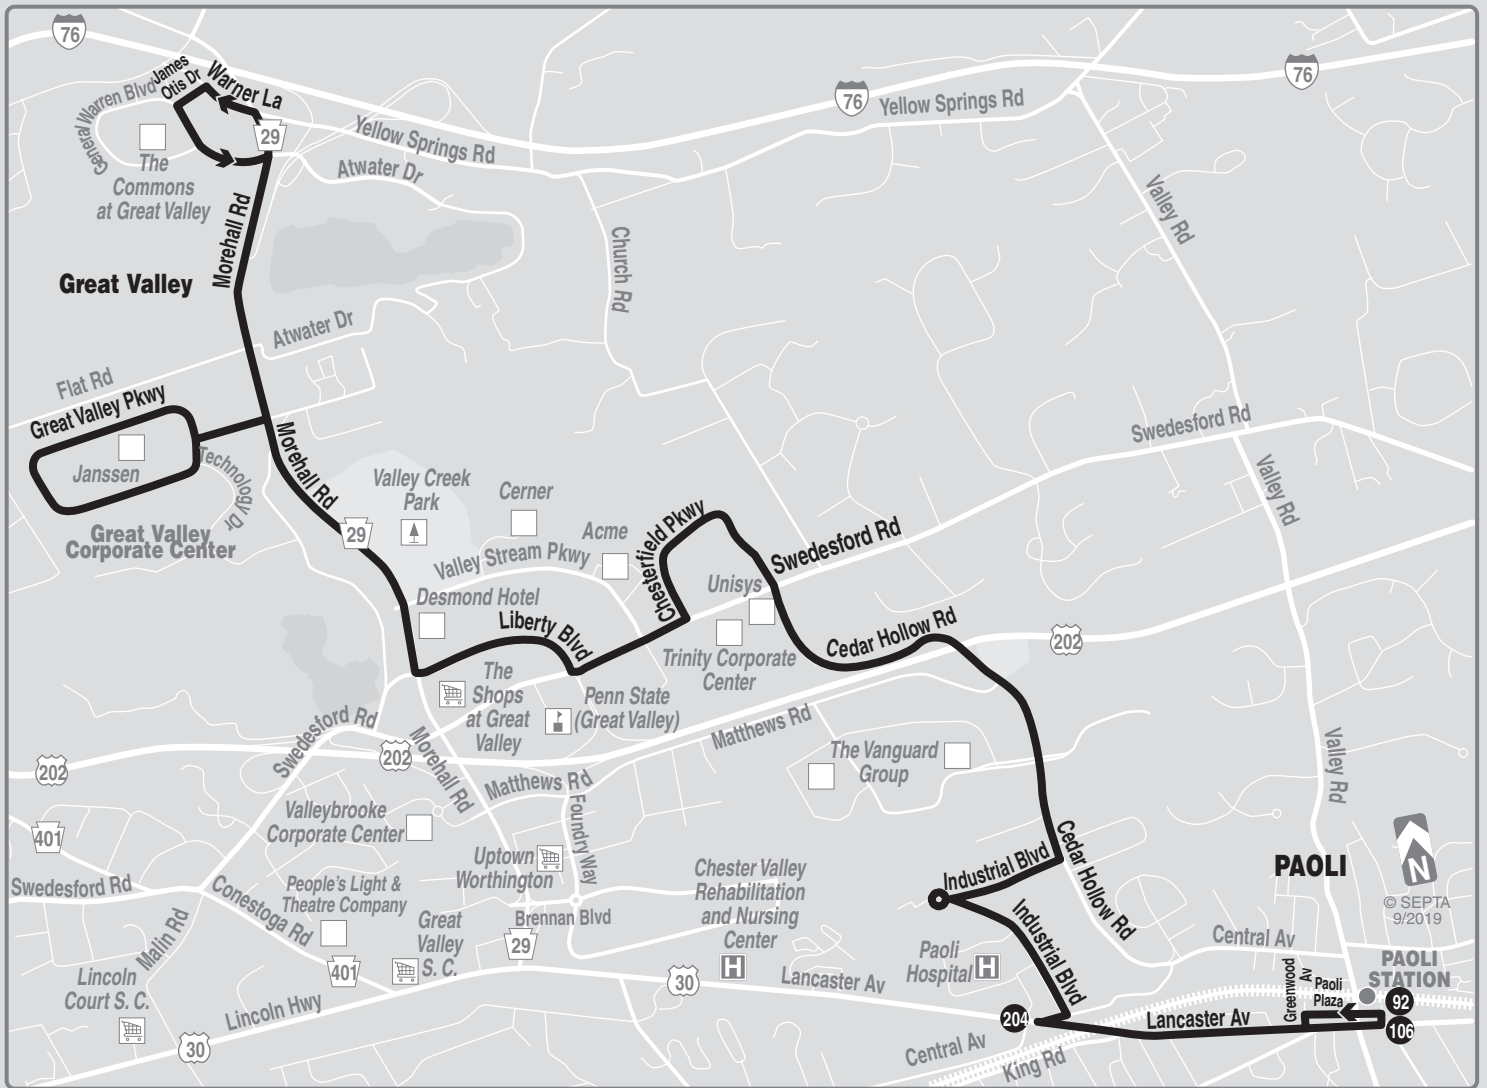 76
76
76
James
Otis Dr
Warner La
General Warren Blvd
29
Yellow Springs Rd
Yellow Springs Rd
The
Commons
at Great Valley
Atwater Dr
Morehall Rd
Church Rd
Valley Rd
Great Valley
Atwater Dr
Flat Rd
Great Valley Pkwy
Janssen
Technology Dr
Great Valley
Corporate Center
Morehall Rd
29
Valley Creek
Park
Cerner
Acme
Valley Stream Pkwy
Chesterfield Pkwy
Swedesford Rd
Swedesford Rd
Valley Rd
Unisys
Desmond Hotel
Liberty Blvd
Trinity Corporate
Center
Cedar Hollow Rd
202
The
Shops
at Great
Valley
Penn State
(Great Valley)
Matthews Rd
Swedesford Rd
202
202
Morehall Rd
Matthews Rd
The Vanguard
Group
Valley Rd
401
Valleybrooke
Corporate Center
Foundry Way
Uptown
Worthington
Cedar Hollow Rd
Industrial Blvd
PAOLI
N
© SEPTA
9/2019
Swedesford Rd
Conestoga Rd
People's Light &
Theatre Company
Malin Rd
Great
Valley
S. C.
Brennan Blvd
29
Chester Valley
Rehabilitation
and Nursing
Center
H
Industrial Blvd
Paoli
Hospital
H
Central Av
401
Lincoln
Court S. C.
30
Lincoln Hwy
30
Lancaster Av
204
Central Av
King Rd
Lancaster Av
Greenwood
Av
Paoli
Plaza
PAOLI
STATION
92
106